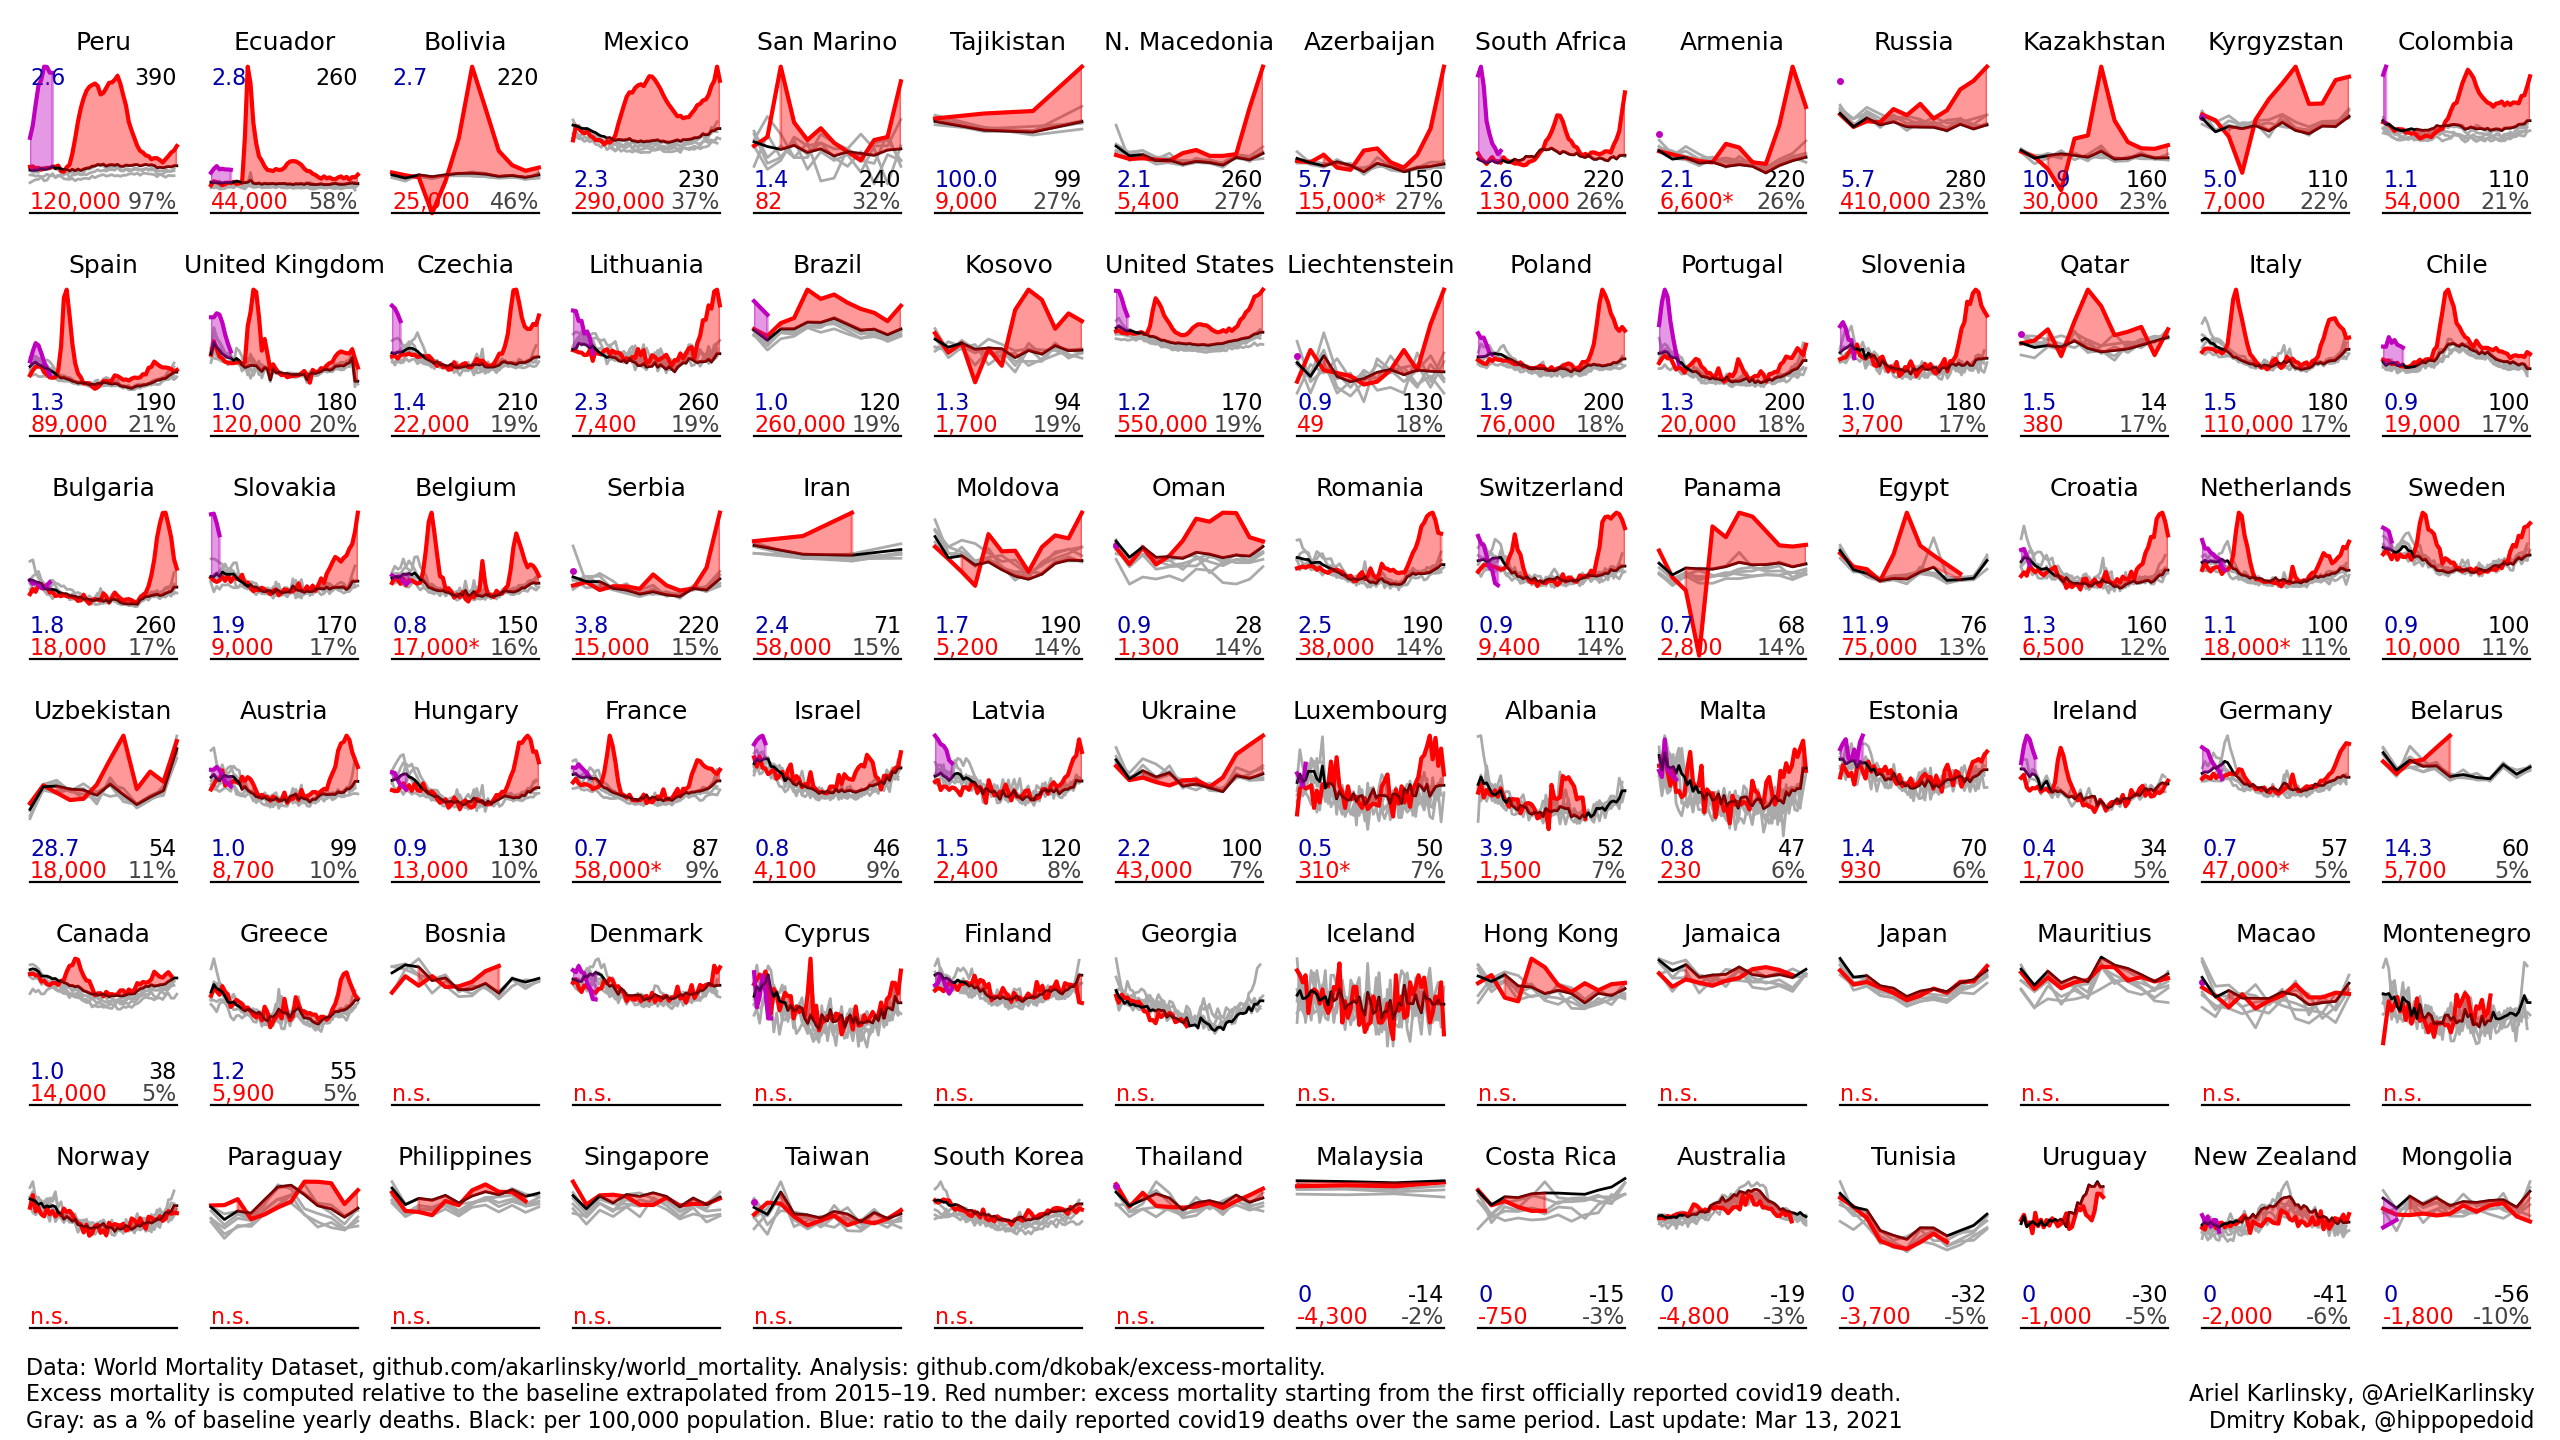 Peru Ecuador Bolivia Mexico San Marino Tajikistan N. Macedonia Azerbaijan South Africa Armenia Russia Kazakhstan Kyrgyzstan Colombia
2.6 390 2.8 260 2.7 220
2.3 230 1.4 240 100.0 99 2.1 260 5.7 150 2.6 220 2.1 220 5.7 280 10.9 160 5.0 110 1.1 110
120,000 97% 44,000 58% 25,000 46% 290,000 37% 82 32% 9,000 27% 5,400 27% 15,000* 27% 130,000 26% 6,600* 26% 410,000 23% 30,000 23% 7,000 22% 54,000 21%
Spain United Kingdom Czechia Lithuania Brazil Kosovo United States Liechtenstein Poland Portugal Slovenia Qatar Italy Chile
1.3 190 1.0 180 1.4 210 2.3 260 1.0 120 1.3 94 1.2 170 0.9 130 1.9 200 1.3 200 1.0 180 1.5 14 1.5 180 0.9 100
89,000 21% 120,000 20% 22,000 19% 7,400 19% 260,000 19% 1,700 19% 550,000 19% 49 18% 76,000 18% 20,000 18% 3,700 17% 380 17% 110,000 17% 19,000 17%
Bulgaria Slovakia Belgium Serbia Iran Moldova Oman Romania Switzerland Panama Egypt Croatia Netherlands Sweden
1.8 260 1.9 170 0.8 150 3.8 220 2.4 71 1.7 190 0.9 28 2.5 190 0.9 110 0.7 68 11.9 76 1.3 160 1.1 100 0.9 100
18,000 17% 9,000 17% 17,000* 16% 15,000 15% 58,000 15% 5,200 14% 1,300 14% 38,000 14% 9,400 14% 2,800 14% 75,000 13% 6,500 12% 18,000* 11% 10,000 11%
Uzbekistan Austria Hungary France Israel Latvia Ukraine Luxembourg Albania Malta Estonia Ireland Germany Belarus
28.7 54 1.0 99 0.9 130 0.7 87 0.8 46 1.5 120 2.2 100 0.5 50 3.9 52 0.8 47 1.4 70 0.4 34 0.7 57 14.3 60
18,000 11% 8,700 10% 13,000 10% 58,000* 9% 4,100 9% 2,400 8% 43,000 7% 310* 7% 1,500 7% 230 6% 930 6% 1,700 5% 47,000* 5% 5,700 5%
Canada Greece Bosnia Denmark Cyprus Finland Georgia Iceland Hong Kong Jamaica Japan Mauritius Macao Montenegro
1.0 38 1.2 55
14,000 5% 5,900 5% n.s. n.s. n.s. n.s. n.s. n.s. n.s. n.s. n.s. n.s. n.s. n.s.
Norway Paraguay Philippines Singapore Taiwan South Korea Thailand Malaysia Costa Rica Australia Tunisia Uruguay New Zealand Mongolia
0 -14 0 -15 0 -19 0 -32 0 -30 0 -41 0 -56
n.s. n.s. n.s. n.s. n.s. n.s. n.s. -4,300 -2% -750 -3% -4,800 -3% -3,700 -5% -1,000 -5% -2,000 -6% -1,800 -10%
Data: World Mortality Dataset, github.com/akarlinsky/world_mortality. Analysis: github.com/dkobak/excess-mortality.
Excess mortality is computed relative to the baseline extrapolated from 2015–19. Red number: excess mortality starting from the first officially reported covid19 death.
Gray: as a % of baseline yearly deaths. Black: per 100,000 population. Blue: ratio to the daily reported covid19 deaths over the same period. Last update: Mar 13, 2021
Ariel Karlinsky, @ArielKarlinsky
Dmitry Kobak, @hippopedoid